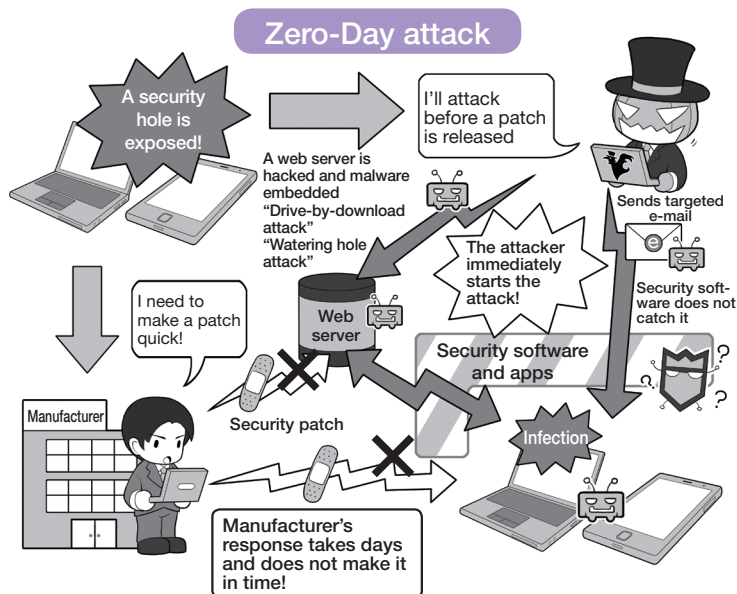 Zero-Day attack
A security
hole is
exposed!
I'll attack
before a patch
is released
A web server is
hacked and malware
embedded
“Drive-by-download
attack”
“Watering hole
attack”
Sends targeted
e-mail
e
The attacker
immediately
starts the
attack!
Security soft-
ware does not
catch it
I need to
make a patch
quick!
Web
server
Security software
and apps
? ? ? ?
Manufacturer
Security patch
Infection
Manufacturer's
response takes days
and does not make it
in time!